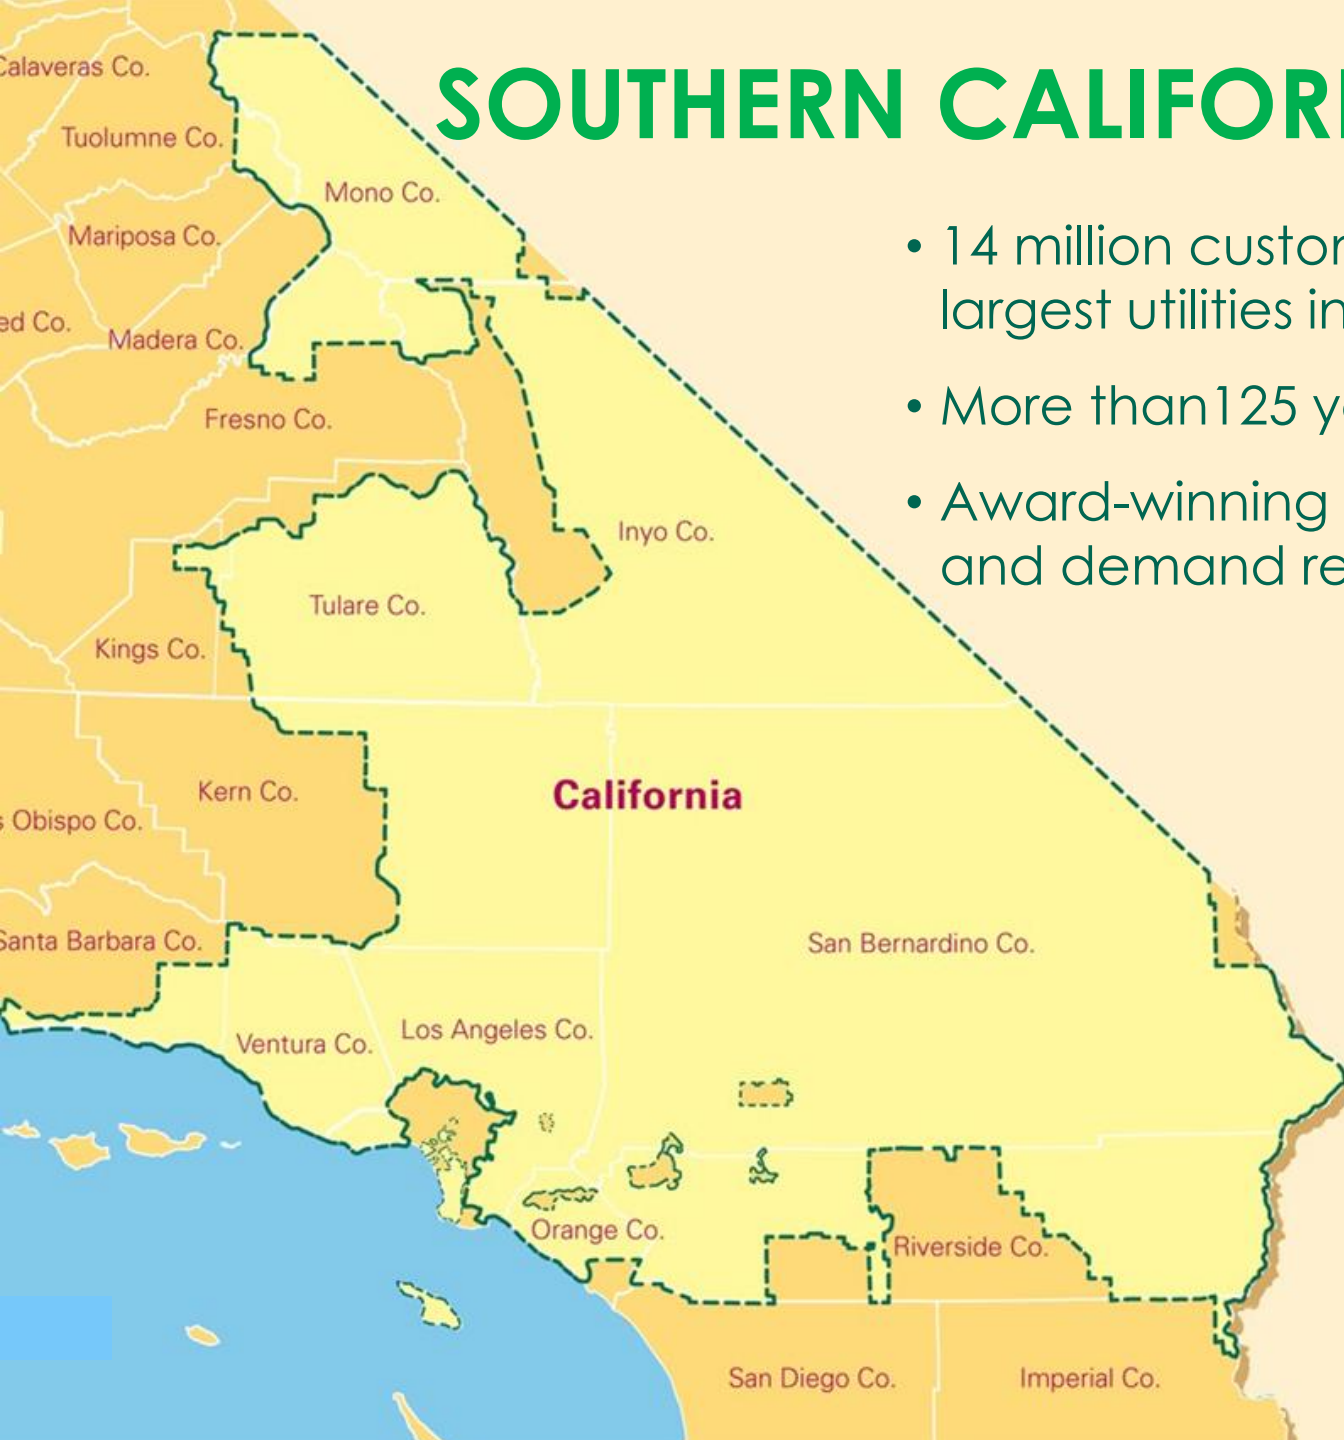 SOUTHERN CALIFOR
• 14 million custo
largest utilities in
• More than125 y
• Award-winning
and demand re
Calaveras Co.
Tuolumne Co.
Mono Co.
Mariposa Co.
ed Co.
Madera Co.
Fresno Co.
Inyo Co.
Tulare Co.
Kings Co.
California
Kern Co.
s Obispo Co.
Santa Barbara Co.
San Bernardino Co.
Ventura Co.
Los Angeles Co.
Orange Co.
Riverside Co.
San Diego Co.
Imperial Co.